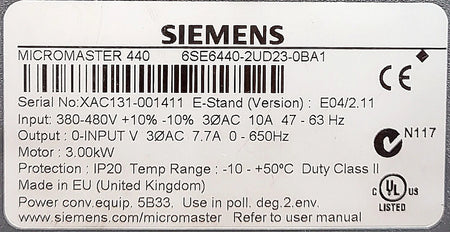 SIEMENS
MICROMASTER 440 6SE6440-2UD23-0BA1
CE
Serial No:XAC131-001411 E-Stand (Version) : E04/2.11
Input: 380-480V +10% -10% 3ØAC 10A 47 - 63 Hz
Output : 0-INPUT V 3ØAC 7.7A 0 - 650Hz
N117
Motor : 3.00kW
Protection : IP20 Temp Range : -10 - +50°C Duty Class II
Made in EU (United Kingdom)
C UL US
LISTED
Power conv.equip. 5B33. Use in poll. deg.2.env.
www.siemens.com/micromaster Refer to user manual